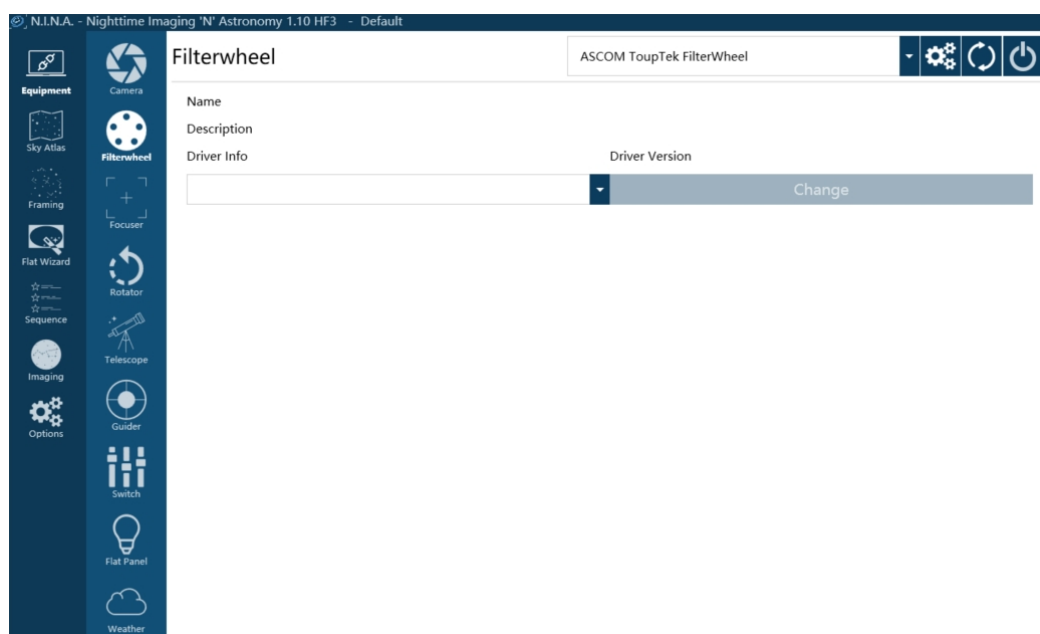 N.I.N.A. - Nighttime Imaging 'N' Astronomy 1.10 HF3 - Default
Equipment
Sky Atlas
Framing
Flat Wizard
Sequence
Imaging
Options
Camera
Filterwheel
Focuser
Rotator
Telescope
Guider
Switch
Flat Panel
Weather
Filterwheel
ASCOM ToupTek FilterWheel
Name
Description
Driver Info
Driver Version
Change